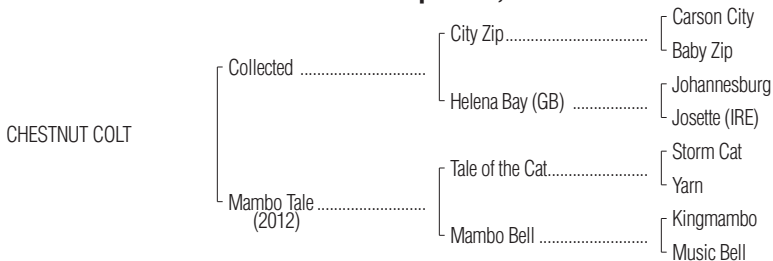 Carson City
City Zip
Baby Zip
Collected
Johannesburg
Helena Bay (GB)
Josette (IRE)
CHESTNUT COLT
Storm Cat
Tale of the Cat
Yarn
Mambo Tale
(2012)
Kingmambo
Mambo Bell
Music Bell